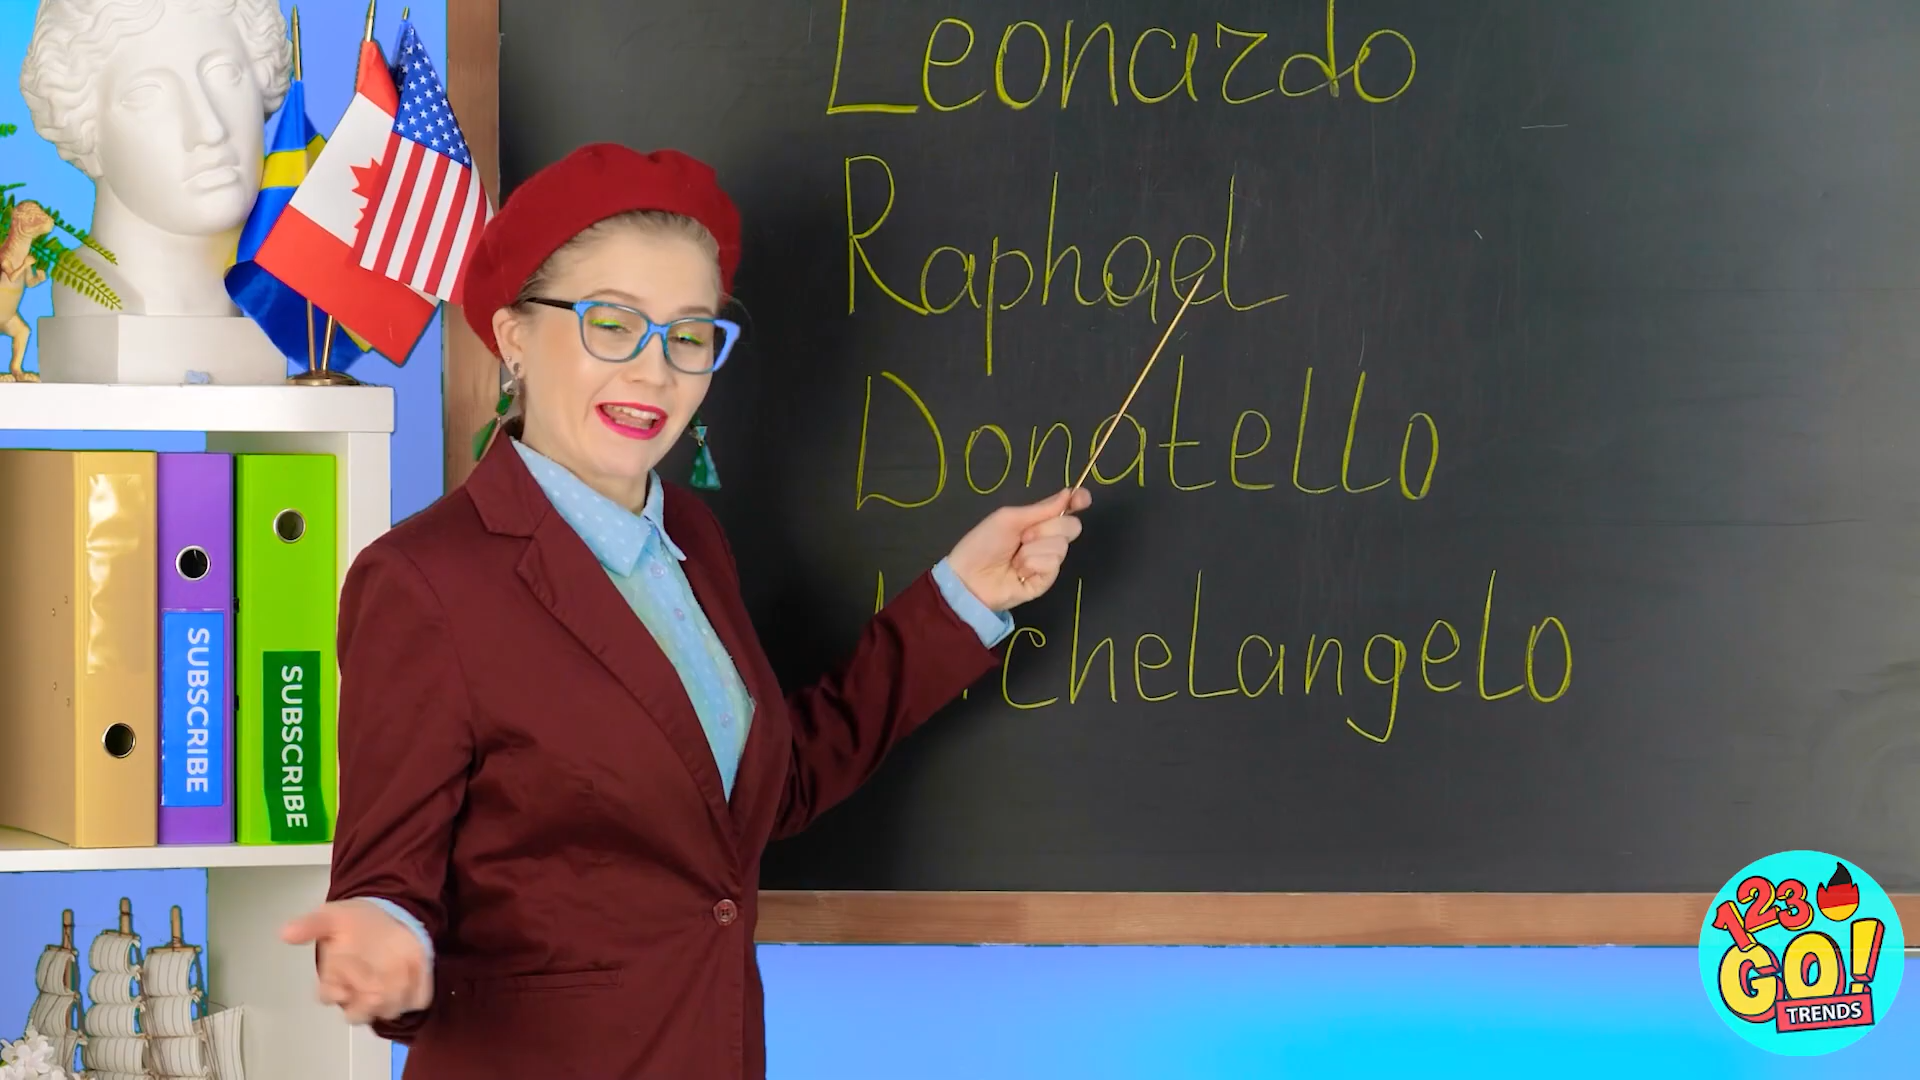 Leonardo
Raphael
Donatello
chelangelo
SUBSCRIBE
SUBSCRIBE
123
GO!
TRENDS